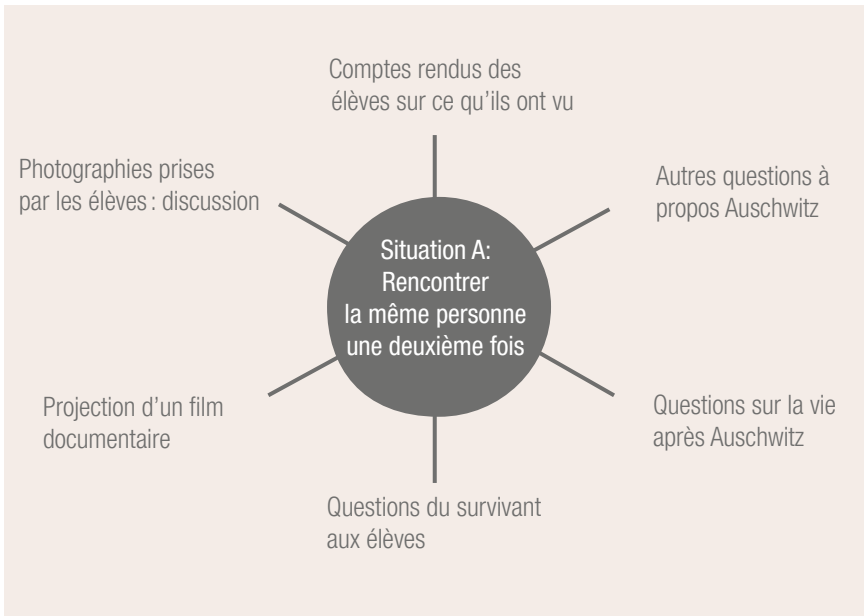 Comptes rendus des
élèves sur ce qu'ils ont vu
Photographies prises
par les élèves : discussion
Autres questions à
propos Auschwitz
Situation A:
Rencontrer
la même personne
une deuxième fois
Projection d'un film
documentaire
Questions sur la vie
après Auschwitz
Questions du survivant
aux élèves